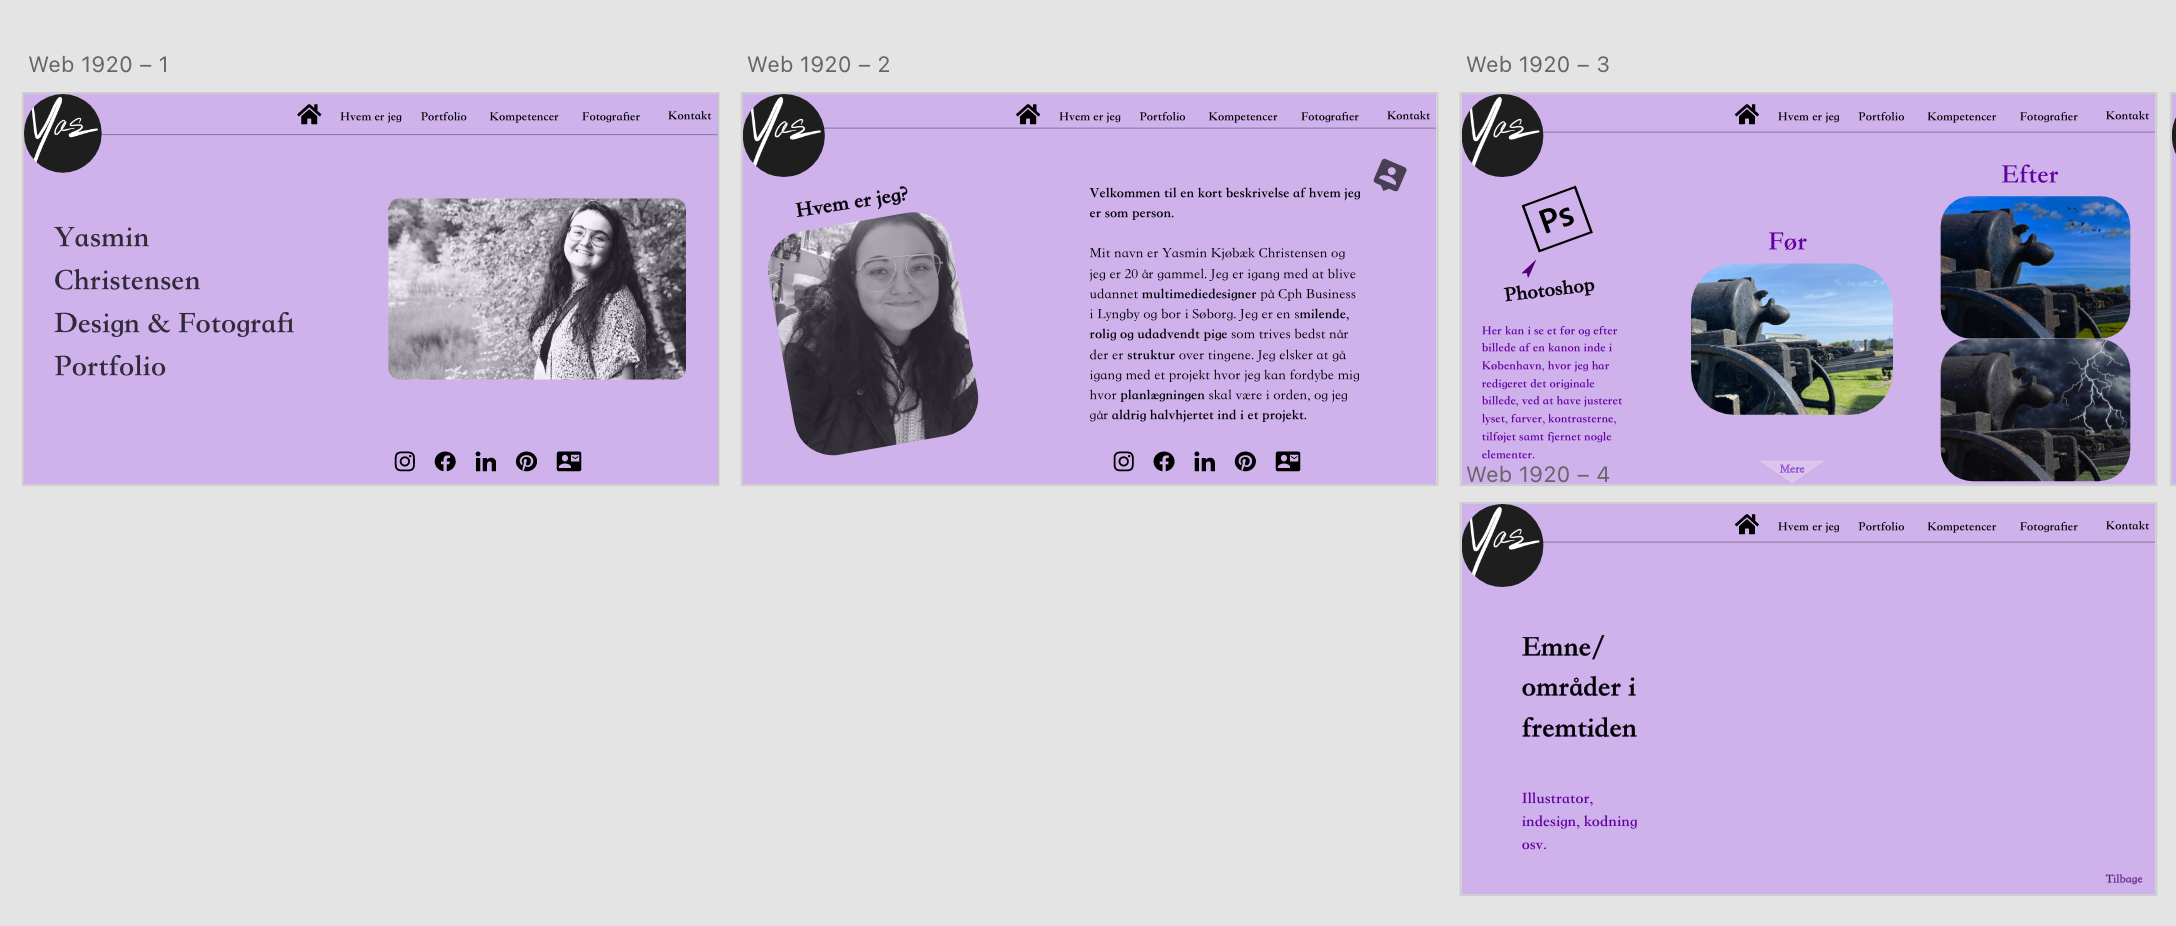 Web 1920 – 1
Yas
Hvem er jeg
Portfolio
Kompetencer
Fotografier
Kontakt
Yasmin
Christensen
Design & Fotografi
Portfolio
Web 1920 – 2
Yas
Hvem er jeg
Portfolio
Kompetencer
Fotografier
Kontakt
Hvem er jeg?
Velkommen til en kort beskrivelse af hvem jeg
er som person.
Mit navn er Yasmin Kjøbæk Christensen og
jeg er 20 år gammel. Jeg er igang med at blive
udannet multimediedesigner på Cph Business
i Lyngby og bor i Søborg. Jeg er en smilende,
rolig og udadvendt pige som trives bedst når
der er struktur over tingene. Jeg elsker at gå
igang med et projekt hvor jeg kan fordybe mig
hvor planlægningen skal være i orden, og jeg
går aldrig halvhjertet ind i et projekt.
Web 1920 – 3
Yas
Hvem er jeg
Portfolio
Kompetencer
Fotografier
Kontakt
Ps
Photoshop
Her kan i se et før og efter
billede af en kanon inde i
København, hvor jeg har
redigeret det originale
billede, ved at have justeret
lyset, farver, kontrasterne,
tilføjet samt fjernet nogle
elementer.
Før
Efter
Mere
Web 1920 – 4
Yas
Hvem er jeg
Portfolio
Kompetencer
Fotografier
Kontakt
Emne/
områder i
fremtiden
Illustrator,
indesign, kodning
osv.
Tilbage